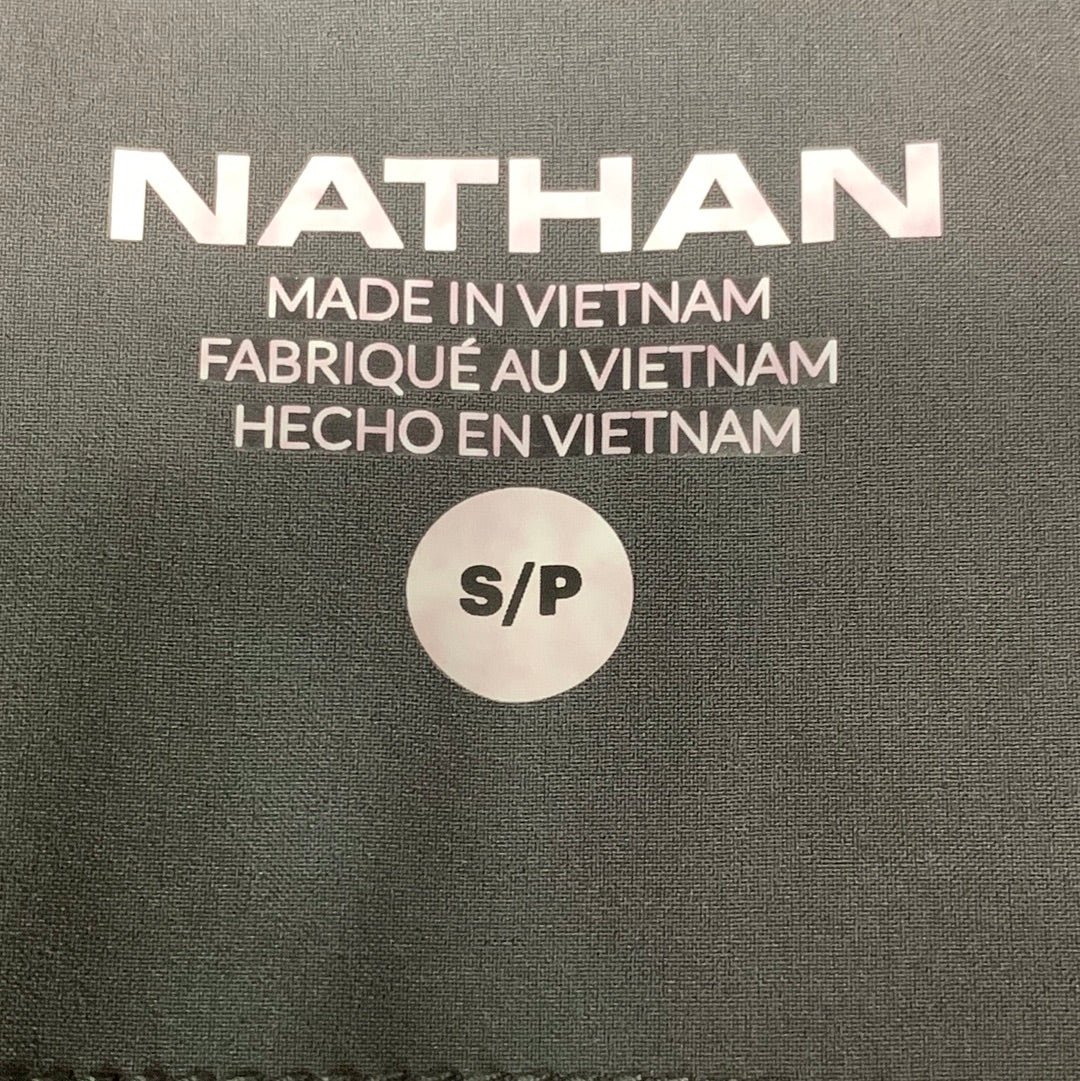 NATHAN
MADE IN VIETNAM
FABRIQUÉ AU VIETNAM
HECHO EN VIETNAM
S/P